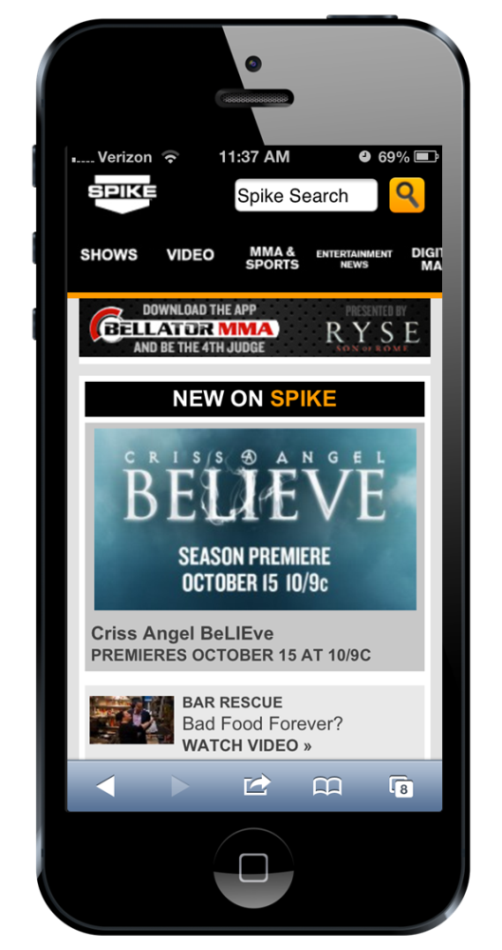 Verizon 11:37 AM 69%
SPIKE
Spike Search
SHOWS VIDEO MMA & SPORTS ENTERTAINMENT NEWS DIGIT MA
DOWNLOAD THE APP
BELLATOR MMA
AND BE THE 4TH JUDGE
PRESENTED BY
RYSE
SON OF ROME
NEW ON SPIKE
CRISS ANGEL
BELIEVE
SEASON PREMIERE
OCTOBER 15 10/9c
Criss Angel BeLIEve
PREMIERES OCTOBER 15 AT 10/9C
BAR RESCUE
Bad Food Forever?
WATCH VIDEO »
8